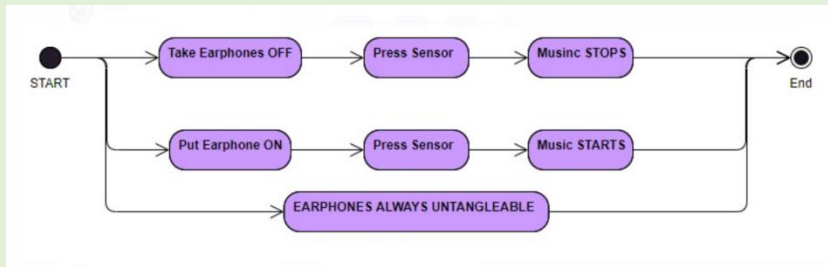 Take Earphones OFF
Press Sensor
Musinc STOPS
START
End
Put Earphone ON
Press Sensor
Music STARTS
EARPHONES ALWAYS UNTANGLEABLE